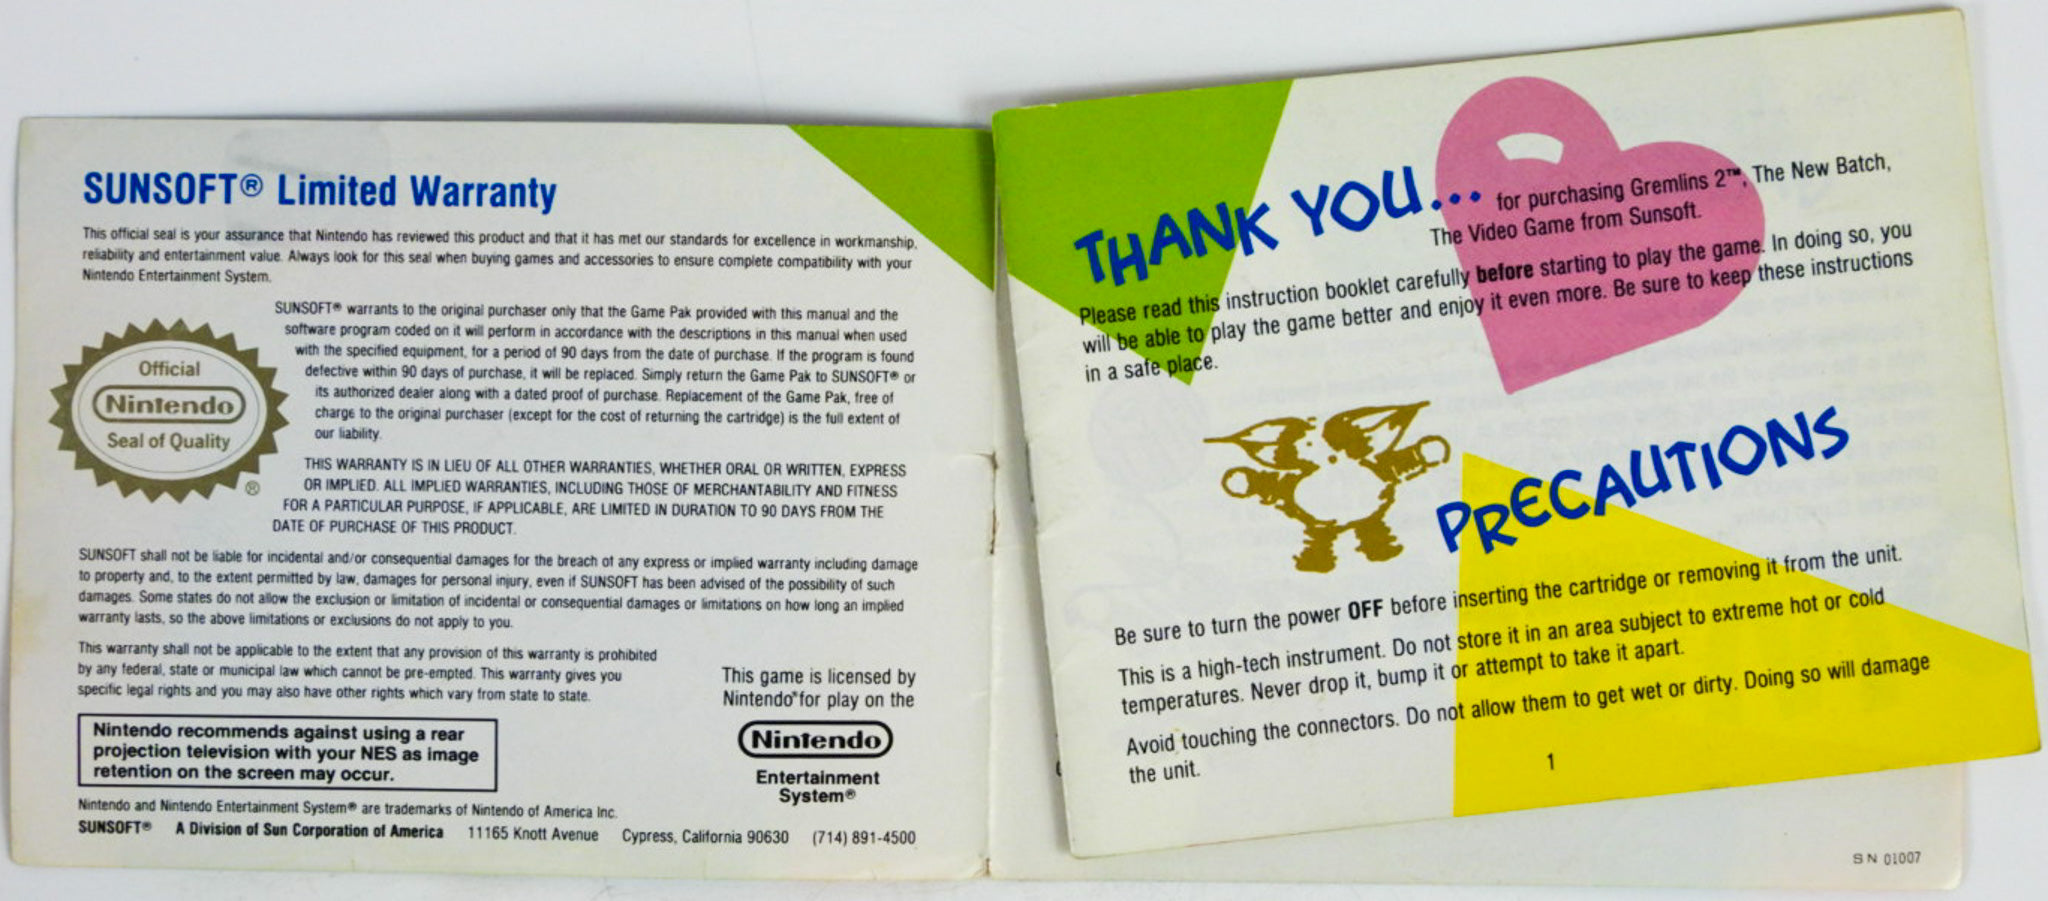 SUNSOFT® Limited Warranty
This official seal is your assurance that Nintendo has reviewed this product and that it has met our standards for excellence in workmanship,
reliability and entertainment value. Always look for this seal when buying games and accessories to ensure complete compatibility with your
Nintendo Entertainment System.
SUNSOFT® warrants to the original purchaser only that the Game Pak provided with this manual and the
software program coded on it will perform in accordance with the descriptions in this manual when used
with the specified equipment, for a period of 90 days from the date of purchase. If the program is found
defective within 90 days of purchase, it will be replaced. Simply return the Game Pak to SUNSOFT® or
its authorized dealer along with a dated proof of purchase. Replacement of the Game Pak, free of
charge to the original purchaser (except for the cost of returning the cartridge) is the full extent of
our liability.
Official
Nintendo
Seal of Quality
®
THIS WARRANTY IS IN LIEU OF ALL OTHER WARRANTIES, WHETHER ORAL OR WRITTEN, EXPRESS
OR IMPLIED. ALL IMPLIED WARRANTIES, INCLUDING THOSE OF MERCHANTABILITY AND FITNESS
FOR A PARTICULAR PURPOSE, IF APPLICABLE, ARE LIMITED IN DURATION TO 90 DAYS FROM THE
DATE OF PURCHASE OF THIS PRODUCT.
SUNSOFT shall not be liable for incidental and/or consequential damages for the breach of any express or implied warranty including damage
to property and, to the extent permitted by law, damages for personal injury, even if SUNSOFT has been advised of the possibility of such
damages. Some states do not allow the exclusion or limitation of incidental or consequential damages or limitations on how long an implied
warranty lasts, so the above limitations or exclusions do not apply to you.
This warranty shall not be applicable to the extent that any provision of this warranty is prohibited
by any federal, state or municipal law which cannot be pre-empted. This warranty gives you
specific legal rights and you may also have other rights which vary from state to state.
Nintendo recommends against using a rear
projection television with your NES as image
retention on the screen may occur.
This game is licensed by
Nintendo® for play on the
Nintendo
Entertainment
System®
Nintendo and Nintendo Entertainment System® are trademarks of Nintendo of America Inc.
SUNSOFT® A Division of Sun Corporation of America 11165 Knott Avenue Cypress, California 90630 (714) 891-4500
THANK YOU... for purchasing Gremlins 2™, The New Batch,
The Video Game from Sunsoft.
Please read this instruction booklet carefully before starting to play the game. In doing so, you
will be able to play the game better and enjoy it even more. Be sure to keep these instructions
in a safe place.
PRECAUTIONS
Be sure to turn the power OFF before inserting the cartridge or removing it from the unit.
This is a high-tech instrument. Do not store it in an area subject to extreme hot or cold
temperatures. Never drop it, bump it or attempt to take it apart.
Avoid touching the connectors. Do not allow them to get wet or dirty. Doing so will damage
the unit.
1
SN 01007